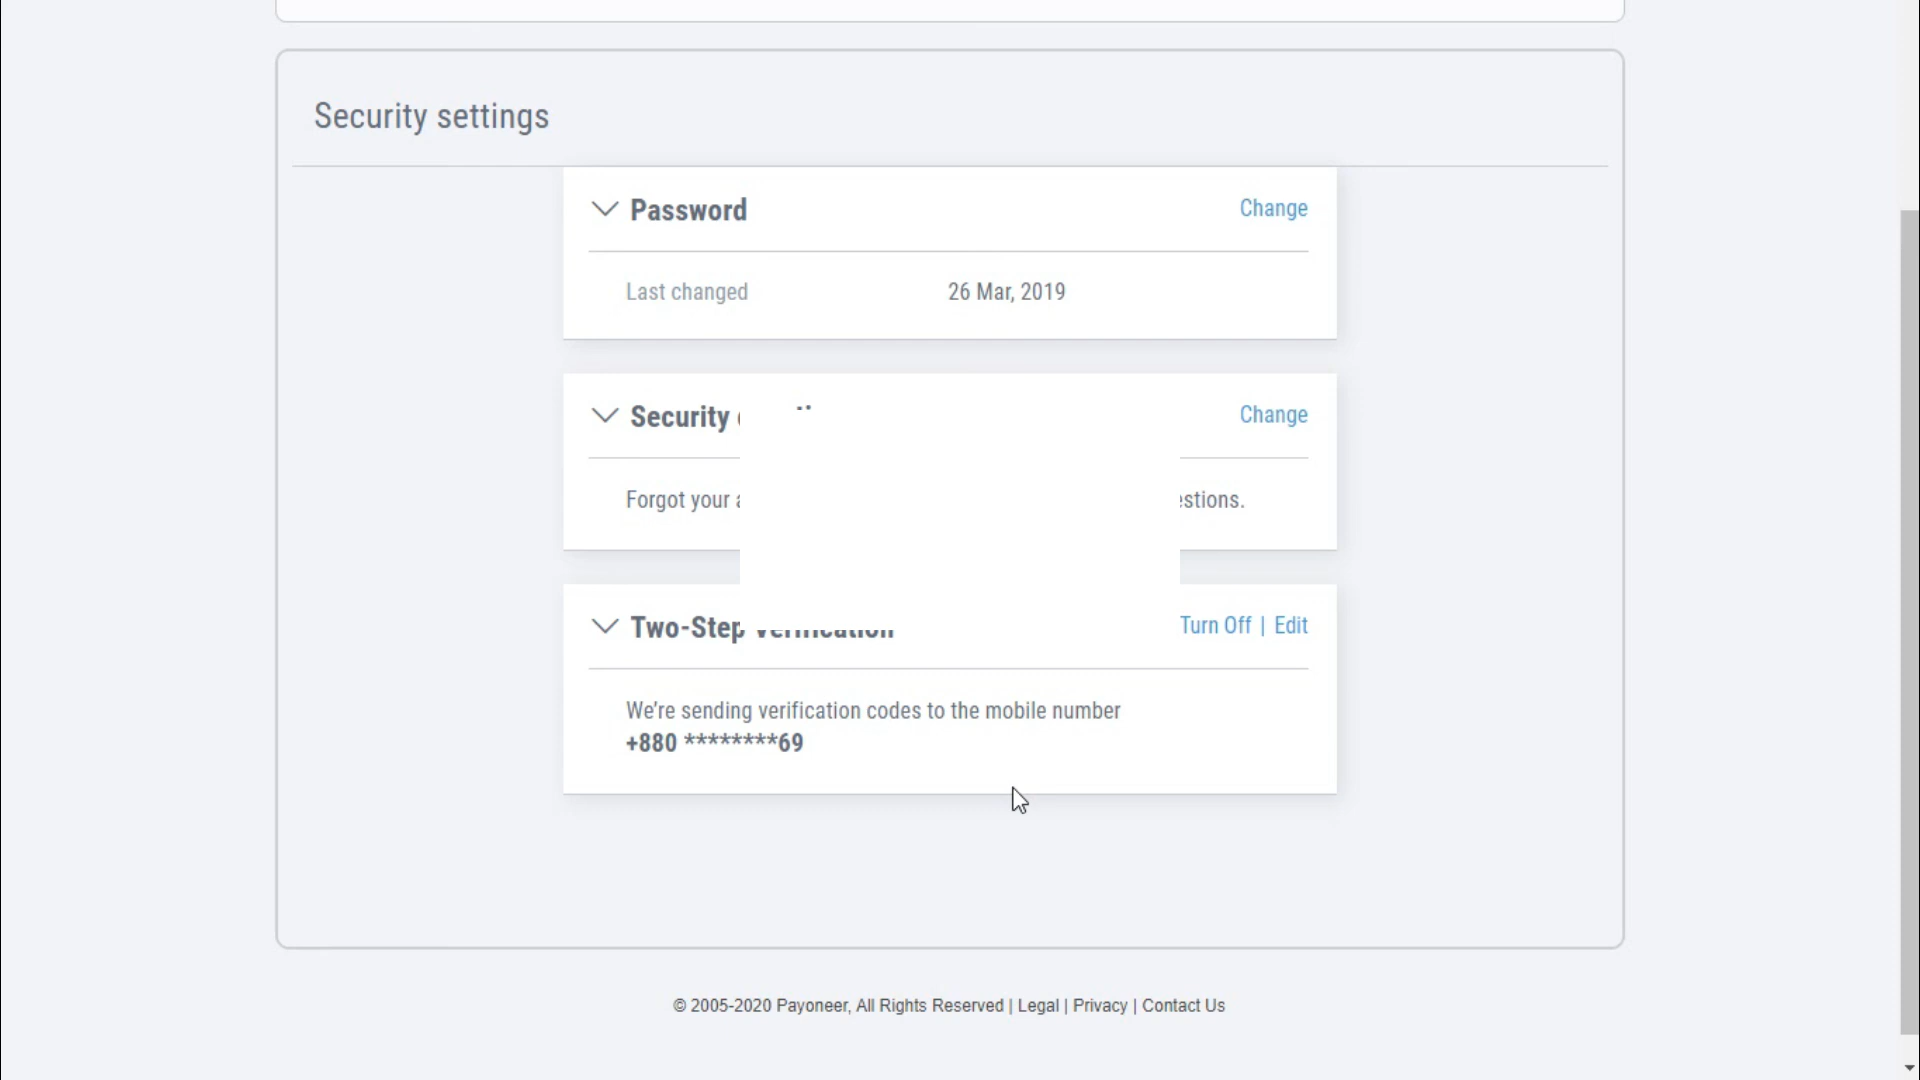 Security settings
Password
Change
Last changed
26 Mar, 2019
Security
Change
Forgot your
Two-Step
Turn Off | Edit
We’re sending verification codes to the mobile number
+880 ********69
© 2005-2020 Payoneer, All Rights Reserved | Legal | Privacy | Contact Us